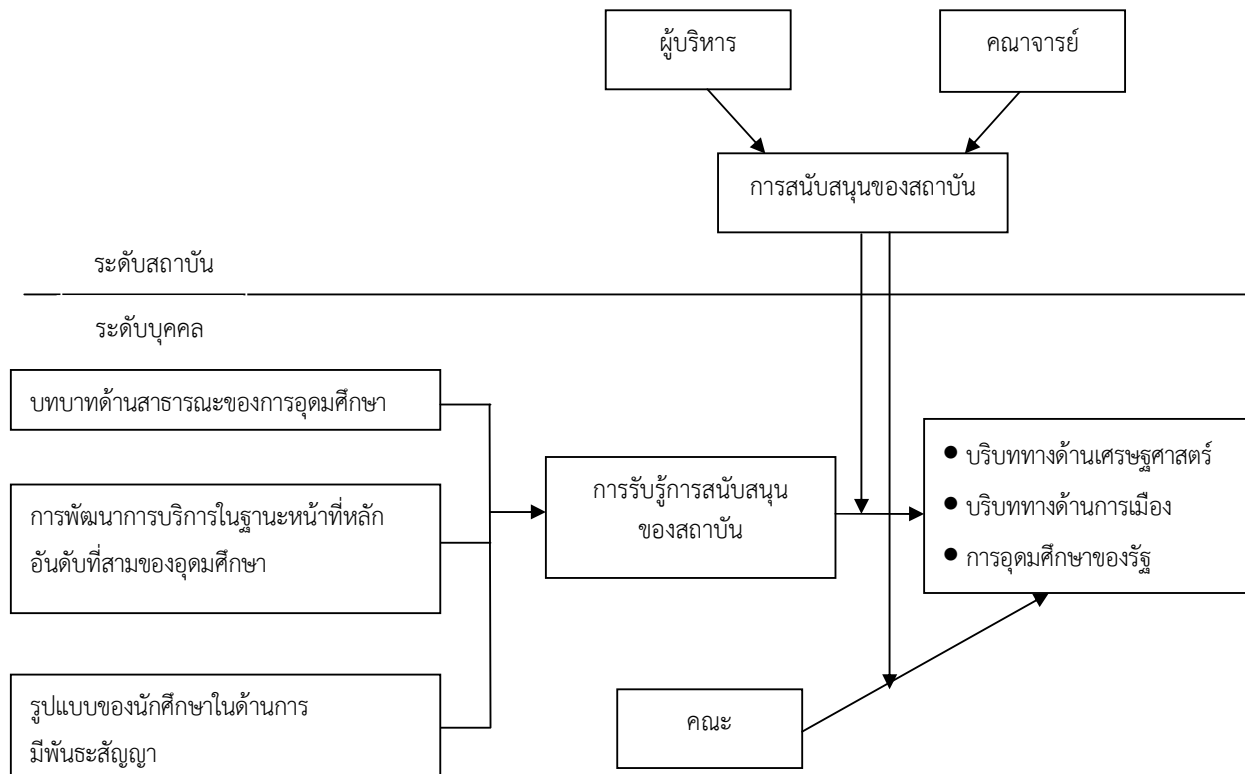 ผู้บริหาร
คณาจารย์
การสนับสนุนของสถาบัน
ระดับสถาบัน
ระดับบุคคล
บทบาทด้านสาธารณะของการอุดมศึกษา
การพัฒนาการบริการในฐานะหน้าที่หลัก
อันดับที่สามของอุดมศึกษา
รูปแบบของนักศึกษาในด้านการ
มีพันธะสัญญา
การรับรู้การสนับสนุน
ของสถาบัน
● บริบททางด้านเศรษฐศาสตร์
● บริบททางด้านการเมือง
● การอุดมศึกษาของรัฐ
คณะ